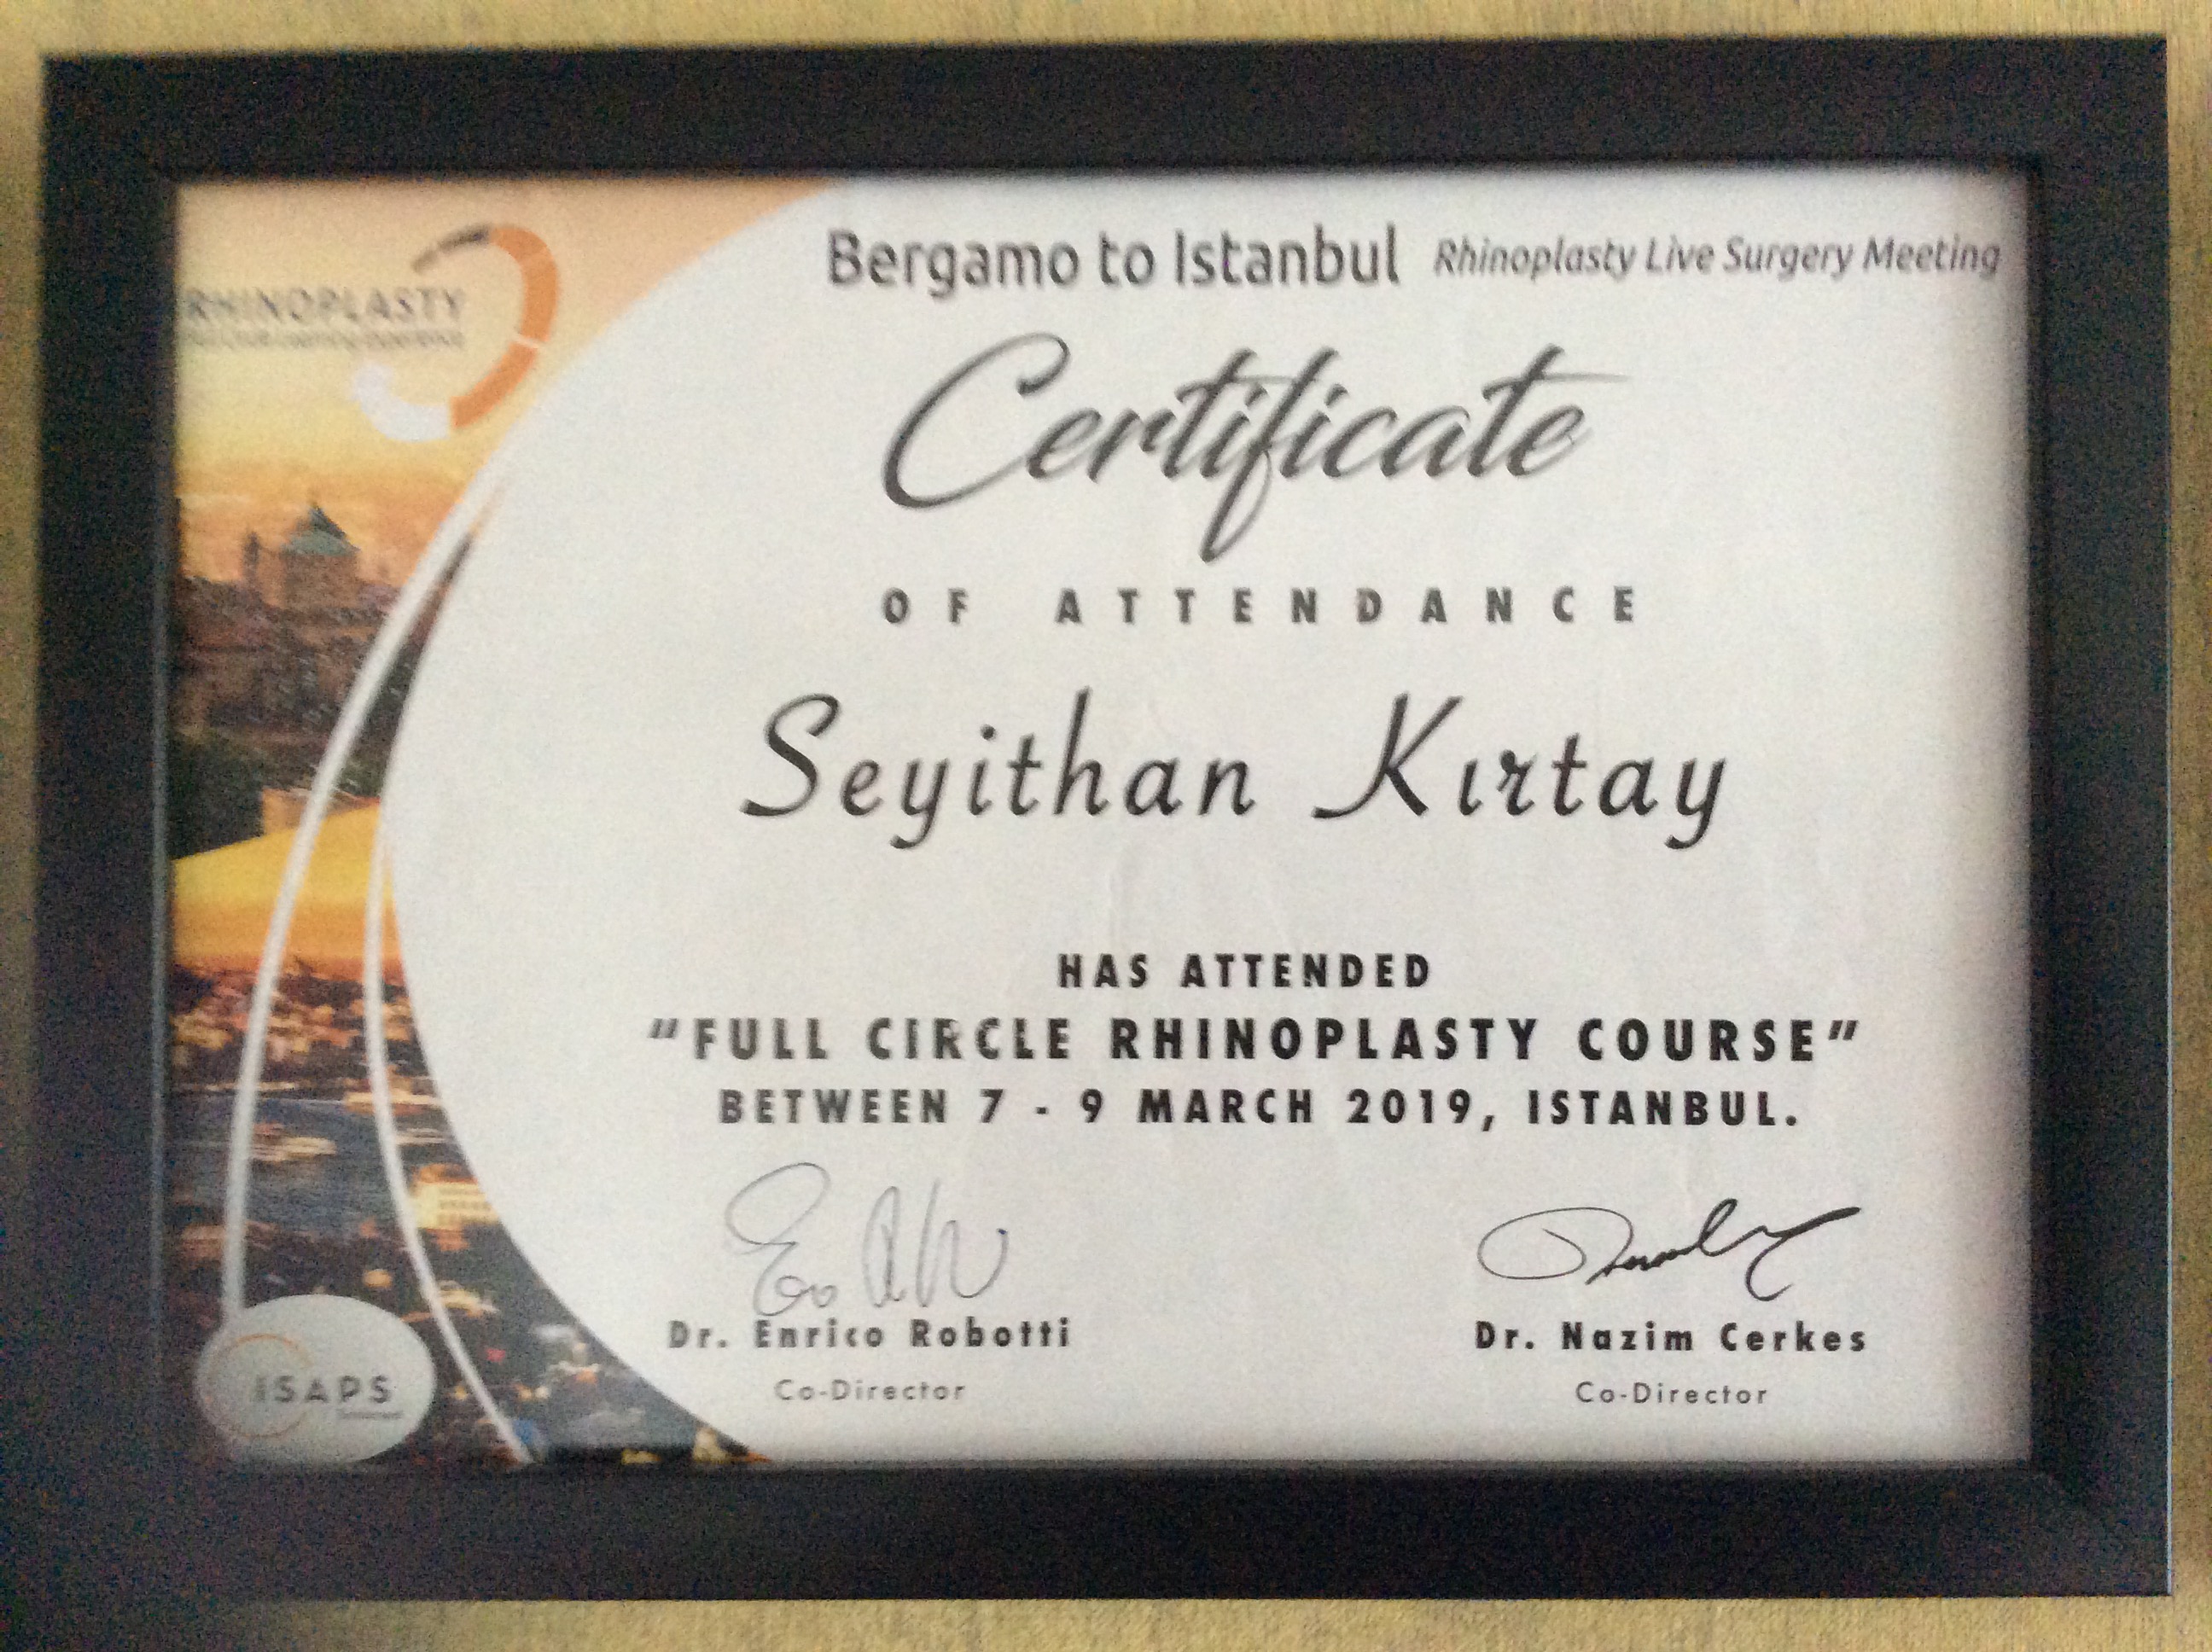 Bergamo to Istanbul Rhinoplasty Live Surgery Meeting
RHINOPLASTY
Certificate
OF ATTENDANCE
Seyithan Kırtay
HAS ATTENDED
"FULL CIRCLE RHINOPLASTY COURSE"
BETWEEN 7 - 9 MARCH 2019, ISTANBUL.
Dr. Enrico Robotti
Co-Director
Dr. Nazim Cerkes
Co-Director
ISAPS